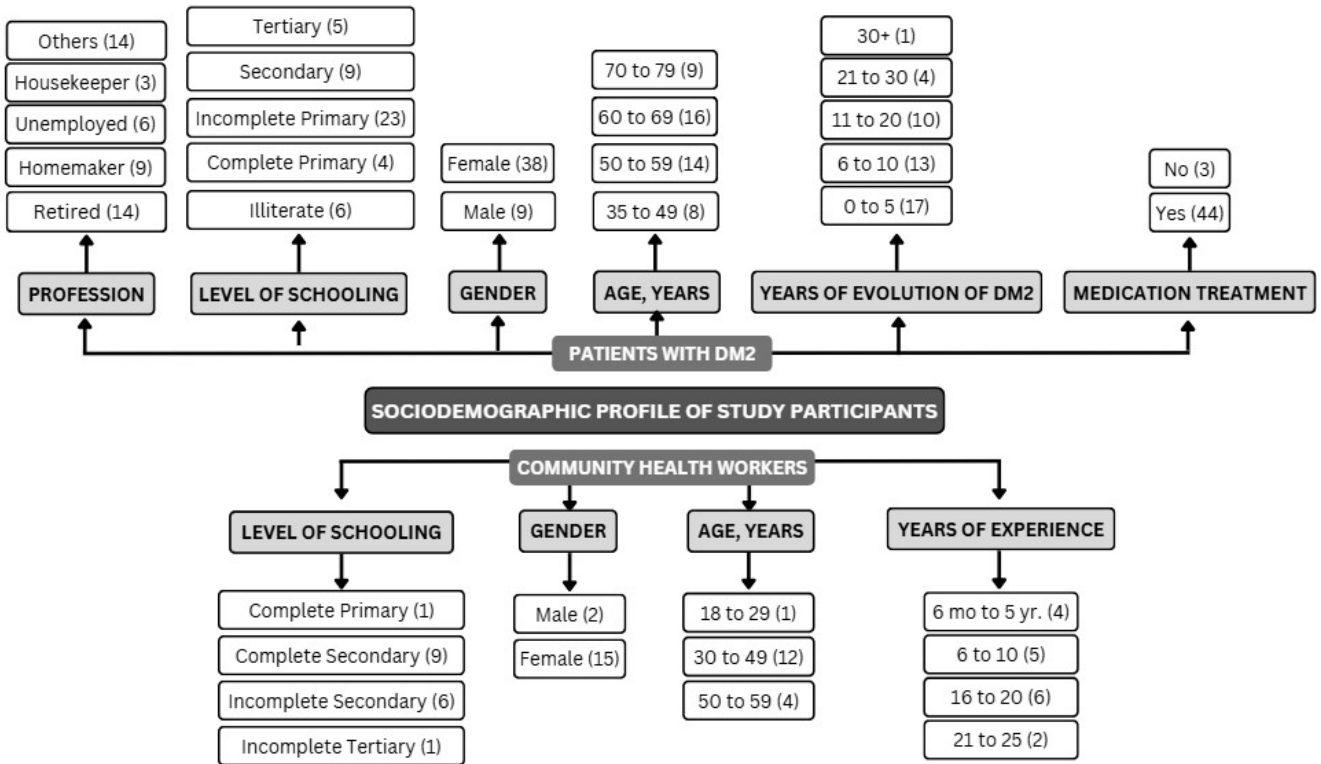 Others (14)
Housekeeper (3)
Unemployed (6)
Homemaker (9)
Retired (14)
PROFESSION
Tertiary (5)
Secondary (9)
Incomplete Primary (23)
Complete Primary (4)
Illiterate (6)
LEVEL OF SCHOOLING
Female (38)
Male (9)
GENDER
70 to 79 (9)
60 to 69 (16)
50 to 59 (14)
35 to 49 (8)
AGE, YEARS
30+ (1)
21 to 30 (4)
11 to 20 (10)
6 to 10 (13)
0 to 5 (17)
YEARS OF EVOLUTION OF DM2
No (3)
Yes (44)
MEDICATION TREATMENT
PATIENTS WITH DM2
SOCIODEMOGRAPHIC PROFILE OF STUDY PARTICIPANTS
COMMUNITY HEALTH WORKERS
LEVEL OF SCHOOLING
Complete Primary (1)
Complete Secondary (9)
Incomplete Secondary (6)
Incomplete Tertiary (1)
GENDER
Male (2)
Female (15)
AGE, YEARS
18 to 29 (1)
30 to 49 (12)
50 to 59 (4)
YEARS OF EXPERIENCE
6 mo to 5 yr. (4)
6 to 10 (5)
16 to 20 (6)
21 to 25 (2)